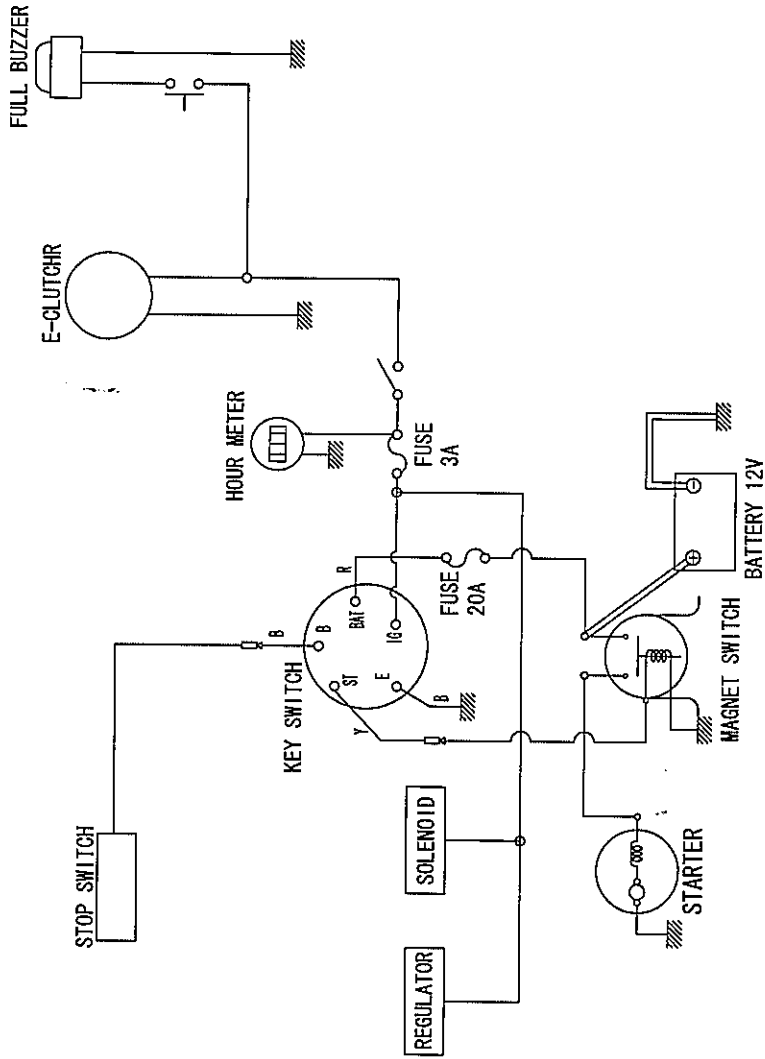 STOP SWITCH
KEY SWITCH
B
B
ST
BAT
R
E
IG
Y
B
HOUR METER
FUSE
3A
FUSE
20A
E-CLUTCHR
FULL BUZZER
REGULATOR
SOLENOID
STARTER
MAGNET SWITCH
+
-
BATTERY 12V